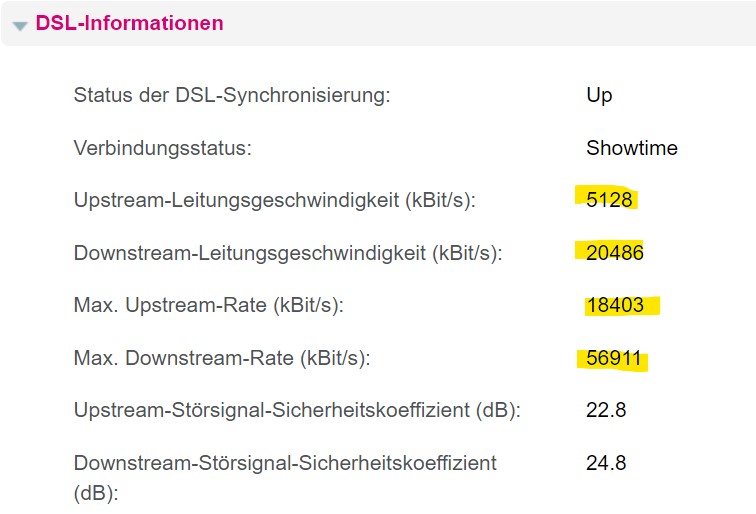 DSL-Informationen
Status der DSL-Synchronisierung: Up
Verbindungsstatus: Showtime
Upstream-Leitungsgeschwindigkeit (kBit/s): 5128
Downstream-Leitungsgeschwindigkeit (kBit/s): 20486
Max. Upstream-Rate (kBit/s): 18403
Max. Downstream-Rate (kBit/s): 56911
Upstream-Störsignal-Sicherheitskoeffizient (dB): 22.8
Downstream-Störsignal-Sicherheitskoeffizient 24.8
(dB):